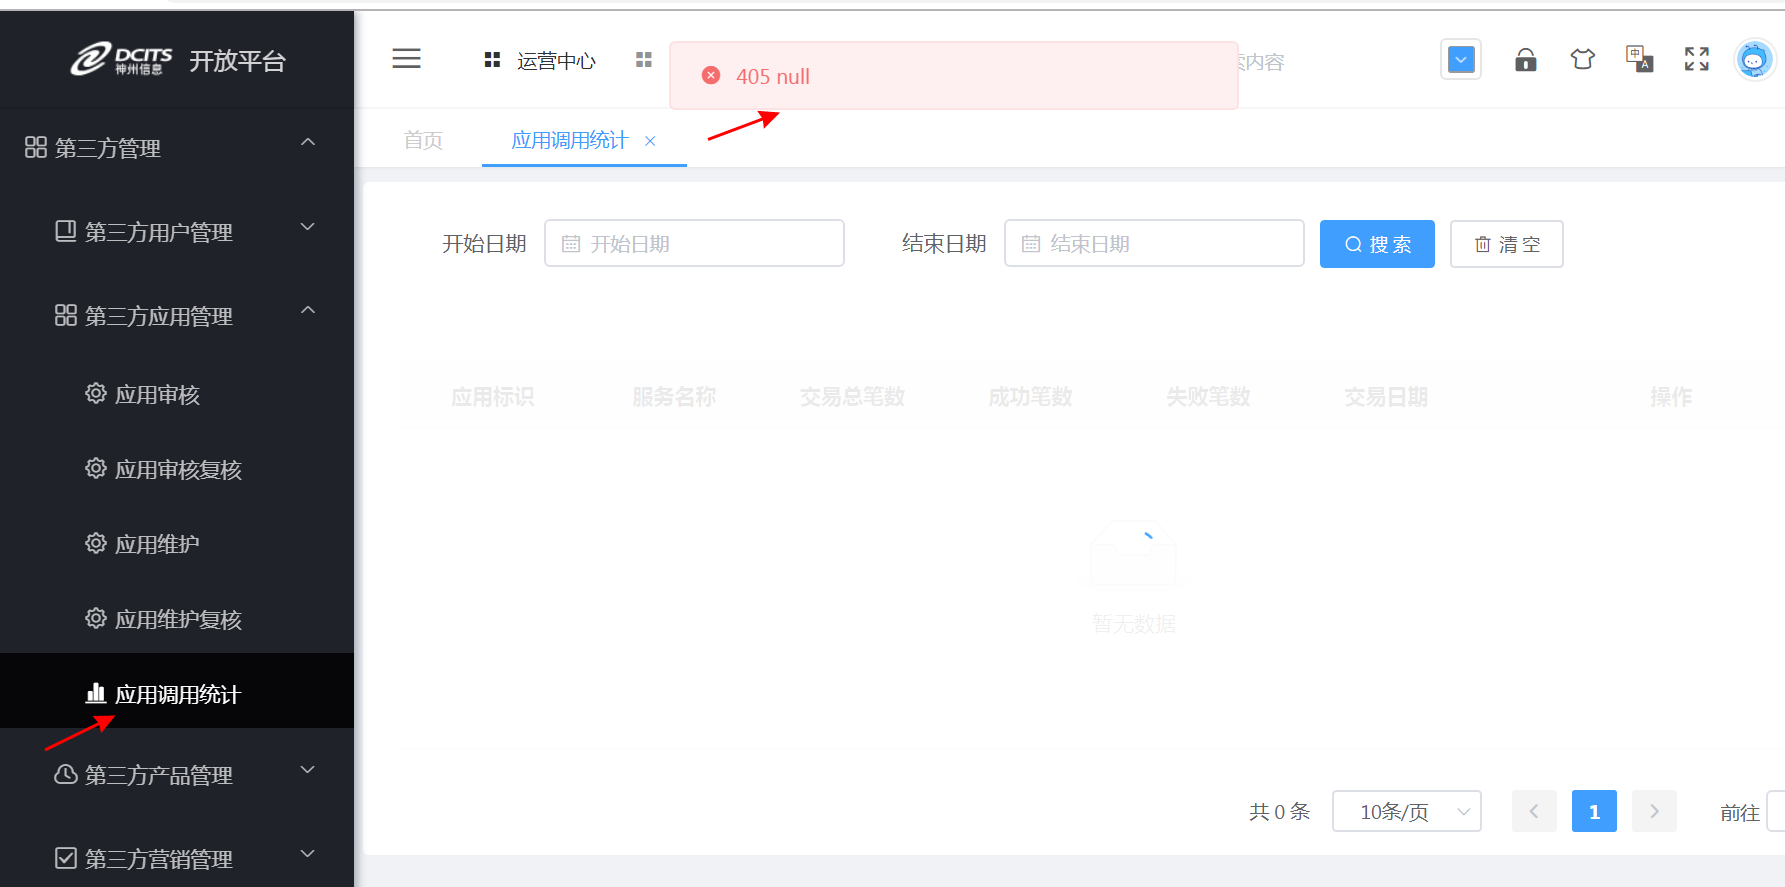 DCITS
神州信息
开放平台
运营中心
405 null
内容
首页
应用调用统计
第三方管理
第三方用户管理
第三方应用管理
应用审核
应用审核复核
应用维护
应用维护复核
应用调用统计
第三方产品管理
第三方营销管理
开始日期 开始日期 结束日期 结束日期 搜索 清空
应用标识 服务名称 交易总笔数 成功笔数 失败笔数 交易日期 操作
暂无数据
共 0 条 10条/页 1 前往